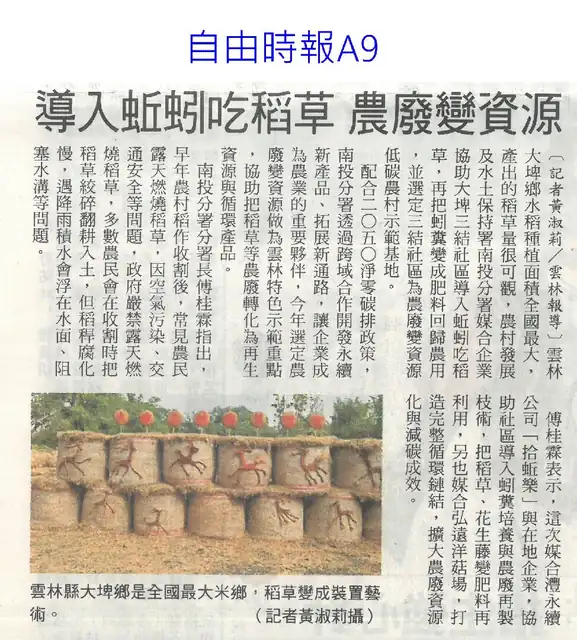 自由時報A9
導入蚯蚓吃稻草 農廢變資源
〔記者黃淑莉／雲林報導〕雲林
大埤鄉水稻種植面積全國最大，
產出的稻草量很可觀，農村發展
及水土保持署南投分署媒合企業
協助大埤三結社區導入蚯蚓吃稻
草，再把蚓糞變成肥料回歸農用
，並選定三結社區為農廢變資源
低碳農村示範基地。
配合二〇五〇淨零碳排政策，
南投分署透過跨域合作開發永續
新產品、拓展新通路，讓企業成
為農業的重要夥伴，今年選定農
廢變資源做為雲林特色示範重點
，協助把稻草等農廢轉化為再生
資源與循環產品。
南投分署分署長傅桂霖指出，
早年農村稻作收割後，常見農民
露天燃燒稻草，因空氣污染、交
通安全等問題，政府嚴禁露天燃
燒稻草，多數農民會在收割時把
稻草絞碎翻耕入土，但稻稈腐化
慢，遇降雨積水會浮在水面、阻
塞水溝等問題。
傅桂霖表示，這次媒合澧永續
公司「拾蚯樂」與在地企業，協
助社區導入蚓糞培養與農廢再製
枝術，把稻草、花生藤變肥料再
利用，另也媒合弘遠洋菇場，打
造完整循環鏈結，擴大農廢資源
化與減碳成效。
雲林縣大埤鄉是全國最大米鄉，稻草變成裝置藝
術。（記者黃淑莉攝）